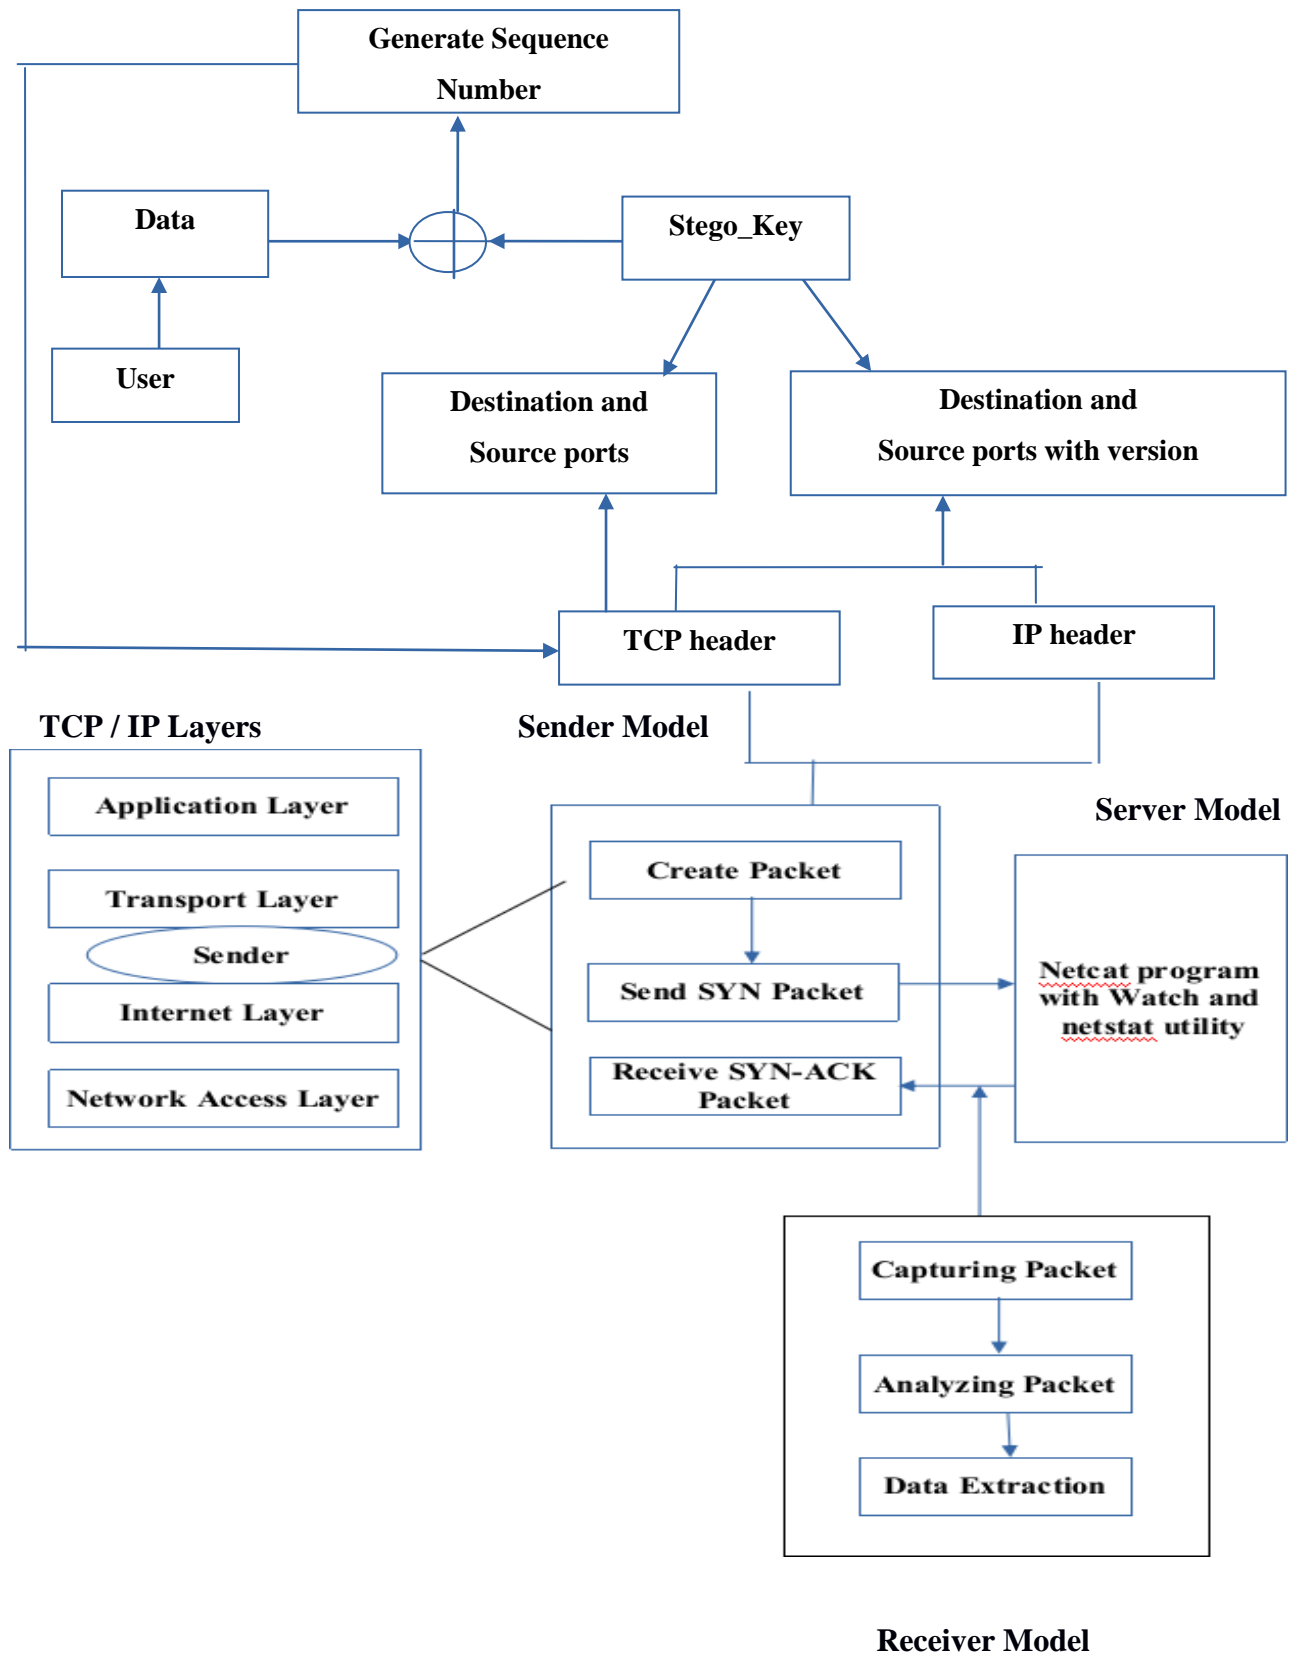 Generate Sequence
Number
Data
Stego_Key
User
Destination and
Source ports
Destination and
Source ports with version
TCP header
IP header
TCP / IP Layers
Sender Model
Application Layer
Transport Layer
Sender
Internet Layer
Network Access Layer
Create Packet
Send SYN Packet
Receive SYN-ACK
Packet
Server Model
Netcat program
with Watch and
netstat utility
Capturing Packet
Analyzing Packet
Data Extraction
Receiver Model